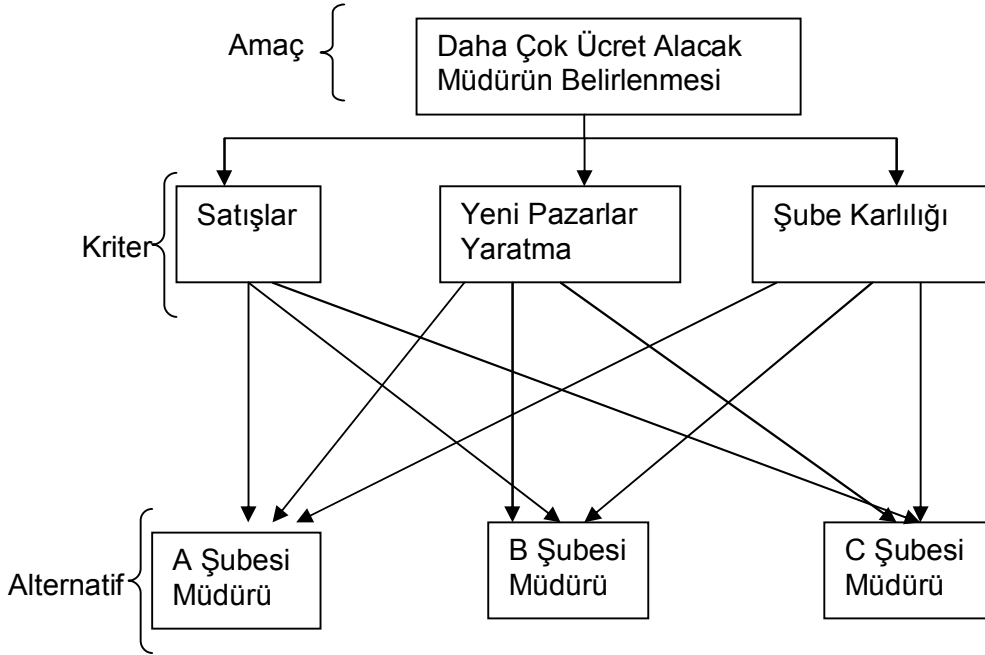 Amaç
Daha Çok Ücret Alacak
Müdürün Belirlenmesi
Kriter
Satışlar
Yeni Pazarlar
Yaratma
Şube Karlılığı
Alternatif
A Şubesi
Müdürü
B Şubesi
Müdürü
C Şubesi
Müdürü